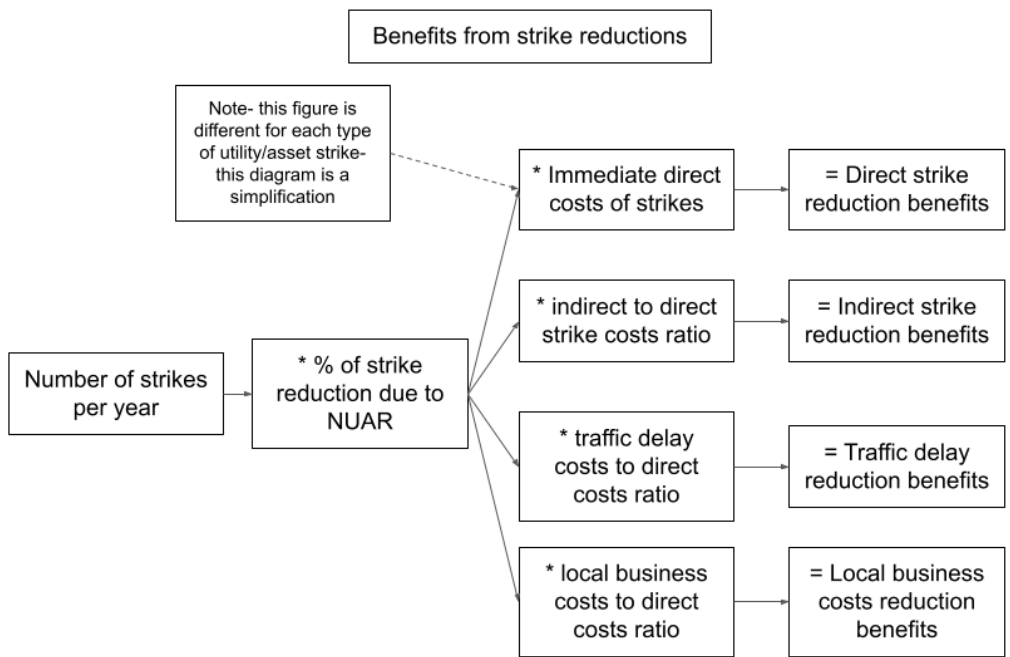 Benefits from strike reductions
Note- this figure is
different for each type
of utility/asset strike-
this diagram is a
simplification
* Immediate direct
costs of strikes
= Direct strike
reduction benefits
* indirect to direct
strike costs ratio
= Indirect strike
reduction benefits
Number of strikes
per year
* % of strike
reduction due to
NUAR
* traffic delay
costs to direct
costs ratio
= Traffic delay
reduction benefits
* local business
costs to direct
costs ratio
= Local business
costs reduction
benefits